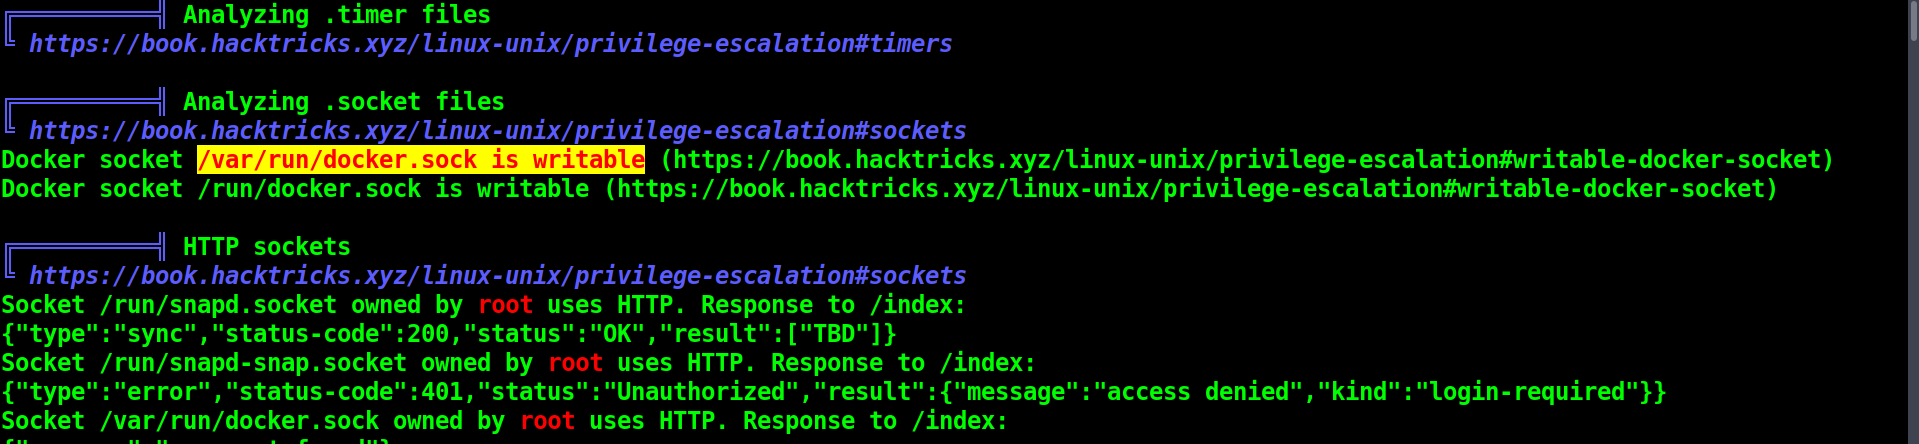 Analyzing .timer files
https://book.hacktricks.xyz/linux-unix/privilege-escalation#timers
Analyzing .socket files
https://book.hacktricks.xyz/linux-unix/privilege-escalation#sockets
Docker socket /var/run/docker.sock is writable (https://book.hacktricks.xyz/linux-unix/privilege-escalation#writable-docker-socket)
Docker socket /run/docker.sock is writable (https://book.hacktricks.xyz/linux-unix/privilege-escalation#writable-docker-socket)
HTTP sockets
https://book.hacktricks.xyz/linux-unix/privilege-escalation#sockets
Socket /run/snapd.socket owned by root uses HTTP. Response to /index:
{"type":"sync","status-code":200,"status":"OK","result":["TBD"]}
Socket /run/snapd-snap.socket owned by root uses HTTP. Response to /index:
{"type":"error","status-code":401,"status":"Unauthorized","result":{"message":"access denied","kind":"login-required"}}
Socket /var/run/docker.sock owned by root uses HTTP. Response to /index: